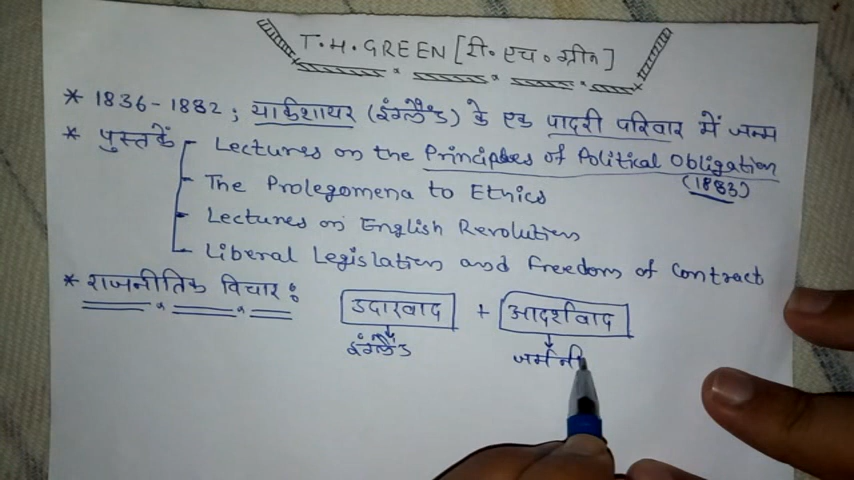 T.H.GREEN [टी. एच. ग्रीन]
* 1836-1882; यार्कशायर (इंग्लैंड) के एक पादरी परिवार में जन्म
* पुस्तकें - Lectures on the Principles of Political Obligation
(1883)
- The Prolegomena to Ethics
- Lectures on English Revolution
- Liberal Legislation and freedom of contract
* राजनीतिक विचार :
उदारवाद + आदर्शवाद
इंग्लैंड जर्मनी